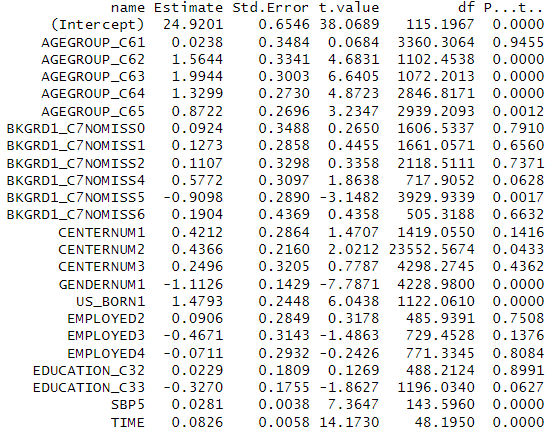 name Estimate Std.Error t.value df P...t..
(Intercept) 24.9201 0.6546 38.0689 115.1967 0.0000
AGEGROUP_C61 0.0238 0.3484 0.0684 3360.3064 0.9455
AGEGROUP_C62 1.5644 0.3341 4.6831 1102.4538 0.0000
AGEGROUP_C63 1.9944 0.3003 6.6405 1072.2013 0.0000
AGEGROUP_C64 1.3299 0.2730 4.8723 2846.8171 0.0000
AGEGROUP_C65 0.8722 0.2696 3.2347 2939.2093 0.0012
BKGRD1_C7NOMISS0 0.0924 0.3488 0.2650 1606.5337 0.7910
BKGRD1_C7NOMISS1 0.1273 0.2858 0.4455 1661.0571 0.6560
BKGRD1_C7NOMISS2 0.1107 0.3298 0.3358 2118.5111 0.7371
BKGRD1_C7NOMISS4 0.5772 0.3097 1.8638 717.9052 0.0628
BKGRD1_C7NOMISS5 -0.9098 0.2890 -3.1482 3929.9339 0.0017
BKGRD1_C7NOMISS6 0.1904 0.4369 0.4358 505.3188 0.6632
CENTERNUM1 0.4212 0.2864 1.4707 1419.0550 0.1416
CENTERNUM2 0.4366 0.2160 2.0212 23552.5674 0.0433
CENTERNUM3 0.2496 0.3205 0.7787 4298.2745 0.4362
GENDERNUM1 -1.1126 0.1429 -7.7871 4228.9800 0.0000
US_BORN1 1.4793 0.2448 6.0438 1122.0610 0.0000
EMPLOYED2 0.0906 0.2849 0.3178 485.9391 0.7508
EMPLOYED3 -0.4671 0.3143 -1.4863 729.4528 0.1376
EMPLOYED4 -0.0711 0.2932 -0.2426 771.3345 0.8084
EDUCATION_C32 0.0229 0.1809 0.1269 488.2124 0.8991
EDUCATION_C33 -0.3270 0.1755 -1.8627 1196.0340 0.0627
SBP5 0.0281 0.0038 7.3647 143.5960 0.0000
TIME 0.0826 0.0058 14.1730 48.1950 0.0000